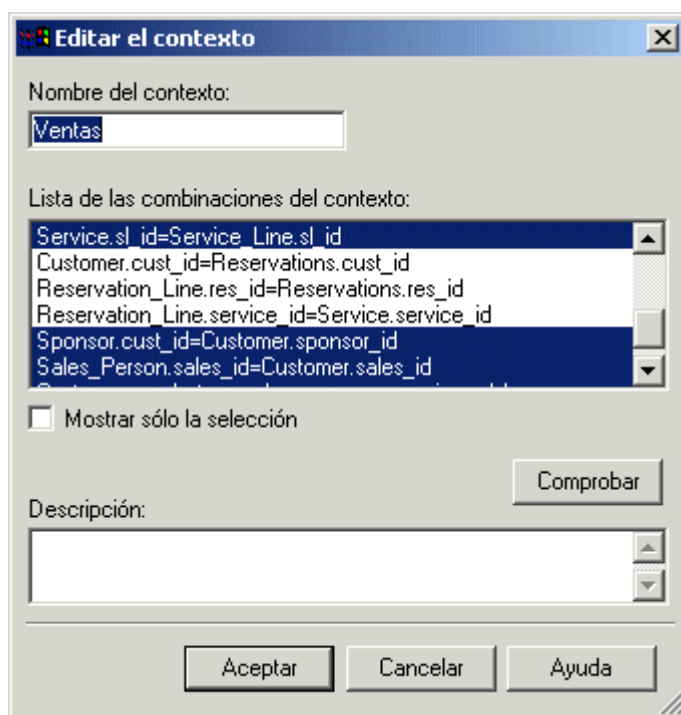 Editar el contexto
Nombre del contexto:
Ventas
Lista de las combinaciones del contexto:
Service.sl_id=Service_Line.sl_id
Customer.cust_id=Reservations.cust_id
Reservation_Line.res_id=Reservations.res_id
Reservation_Line.service_id=Service.service_id
Sponsor.cust_id=Customer.sponsor_id
Sales_Person.sales_id=Customer.sales_id
Mostrar sólo la selección
Comprobar
Descripción:
Aceptar Cancelar Ayuda